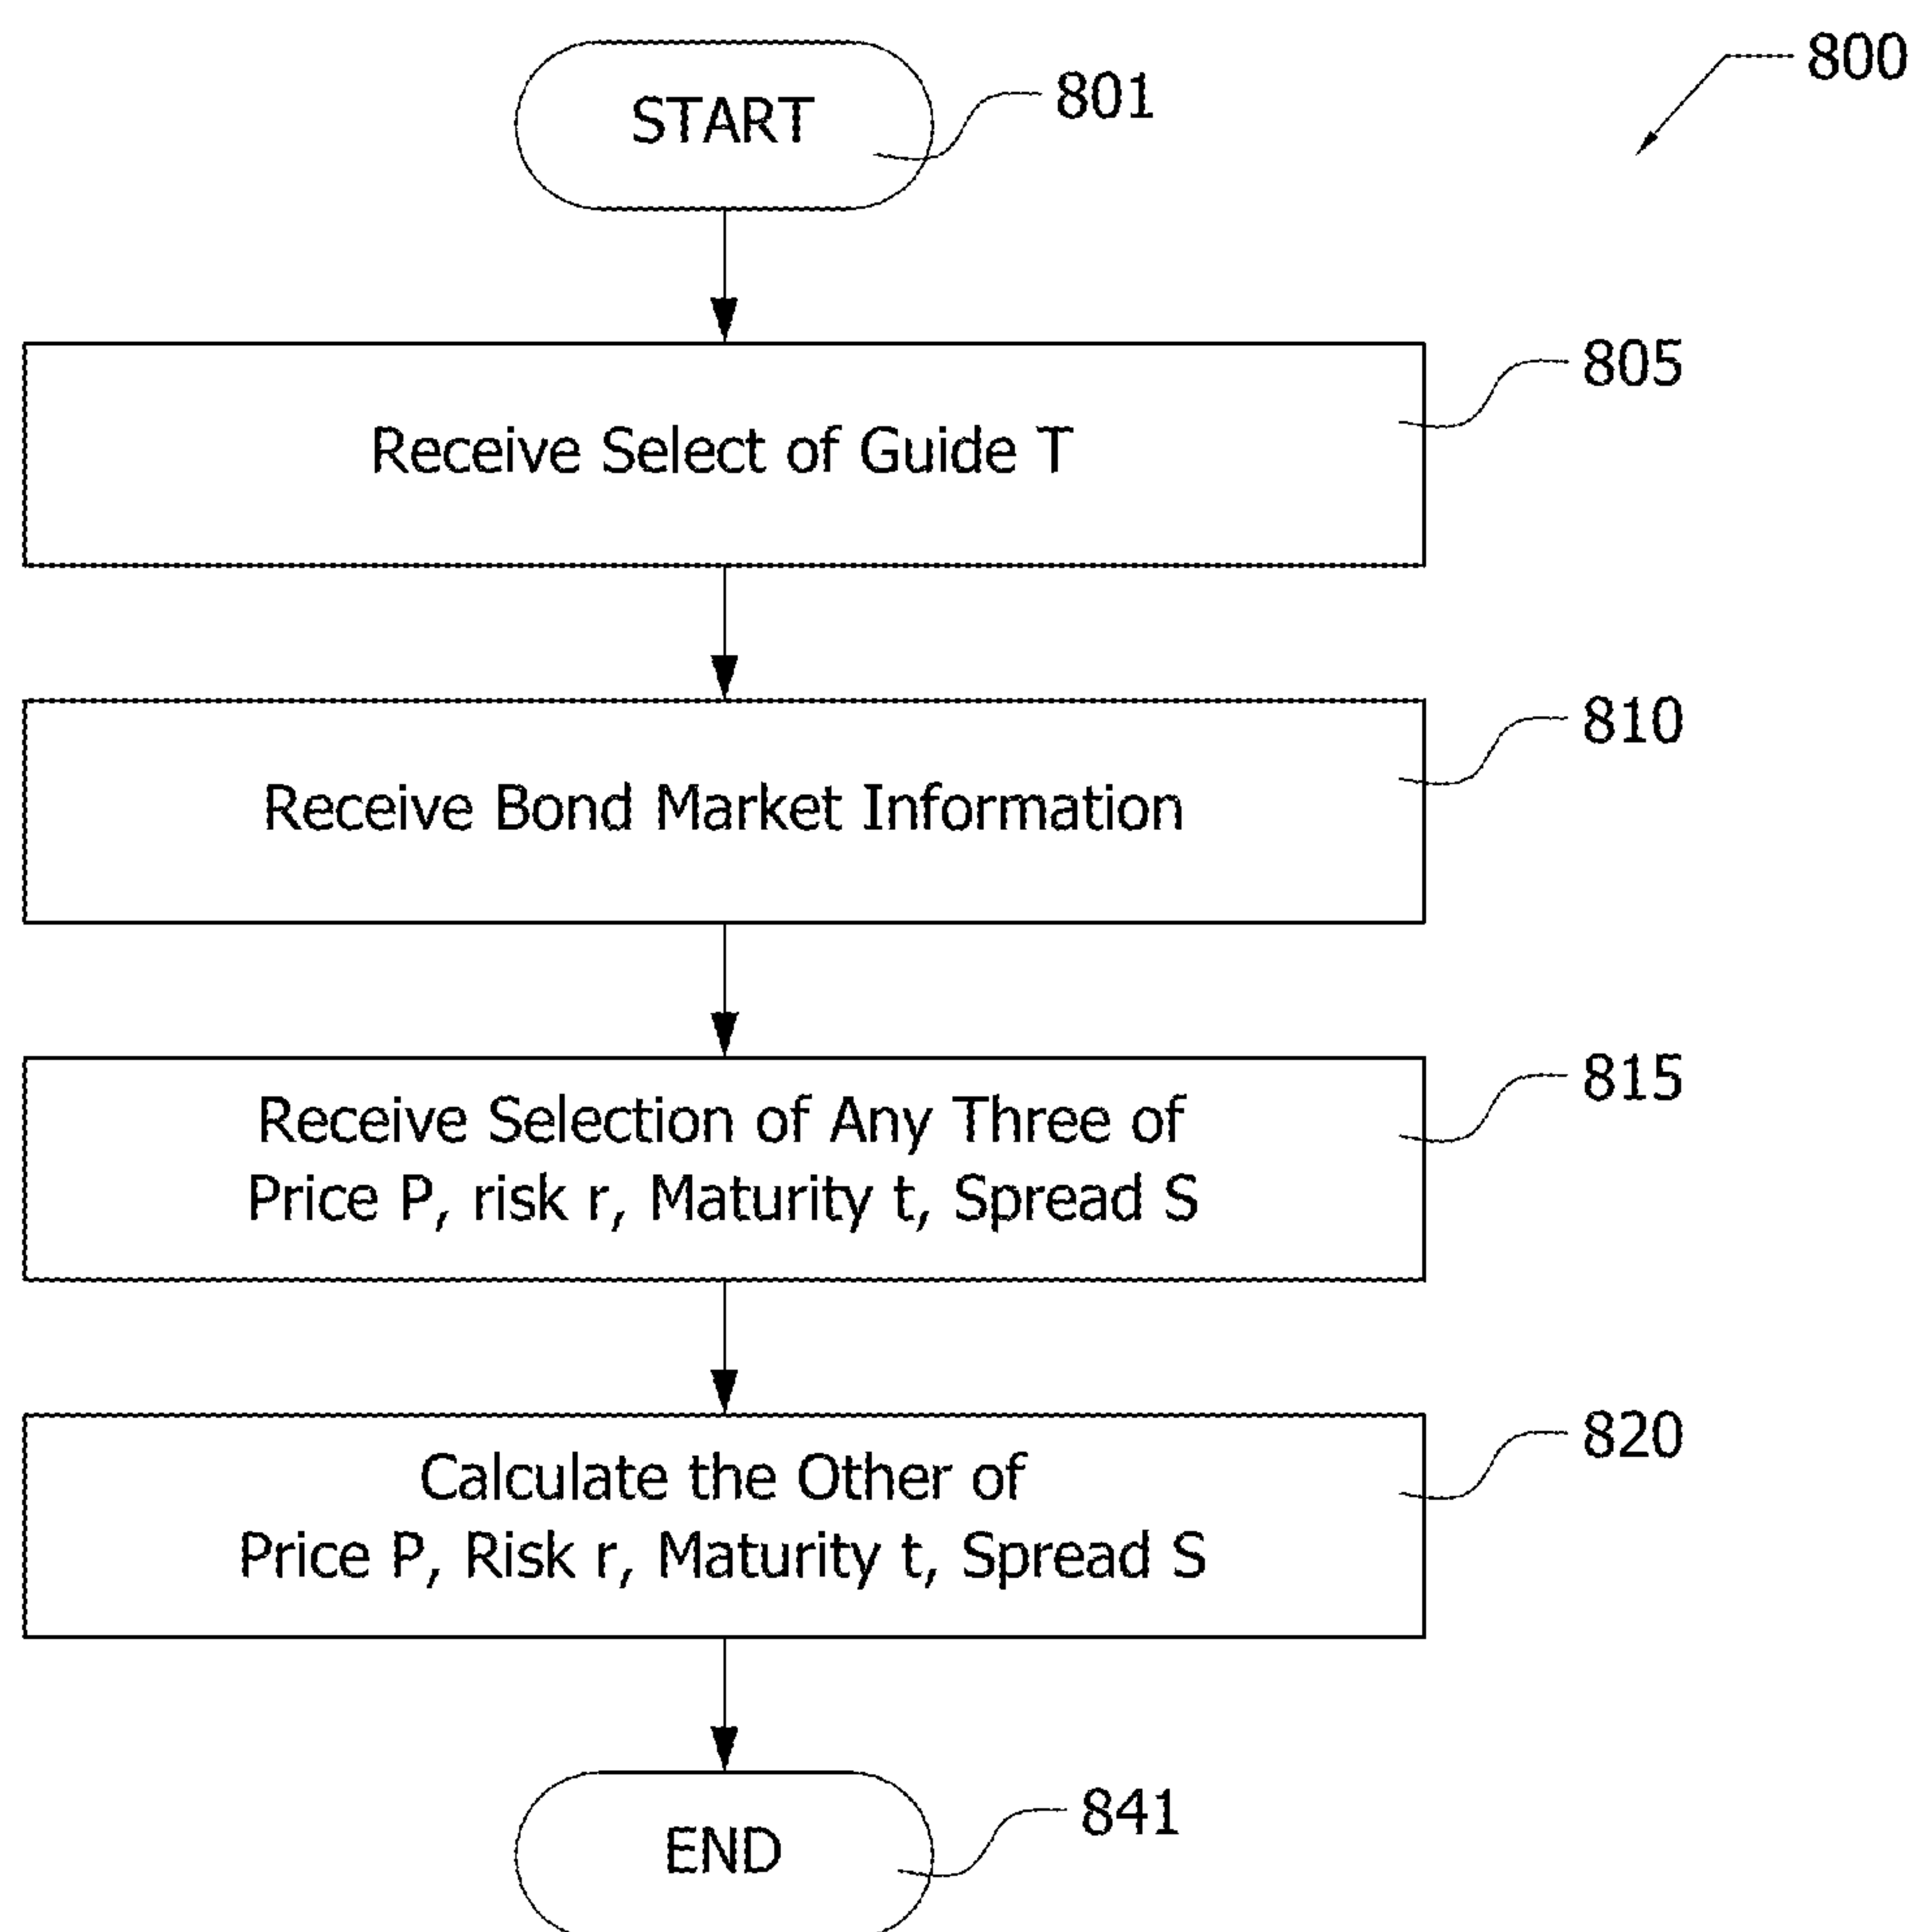 800
START
801
Receive Select of Guide T
805
Receive Bond Market Information
810
Receive Selection of Any Three of
Price P, risk r, Maturity t, Spread S
815
Calculate the Other of
Price P, Risk r, Maturity t, Spread S
820
END
841